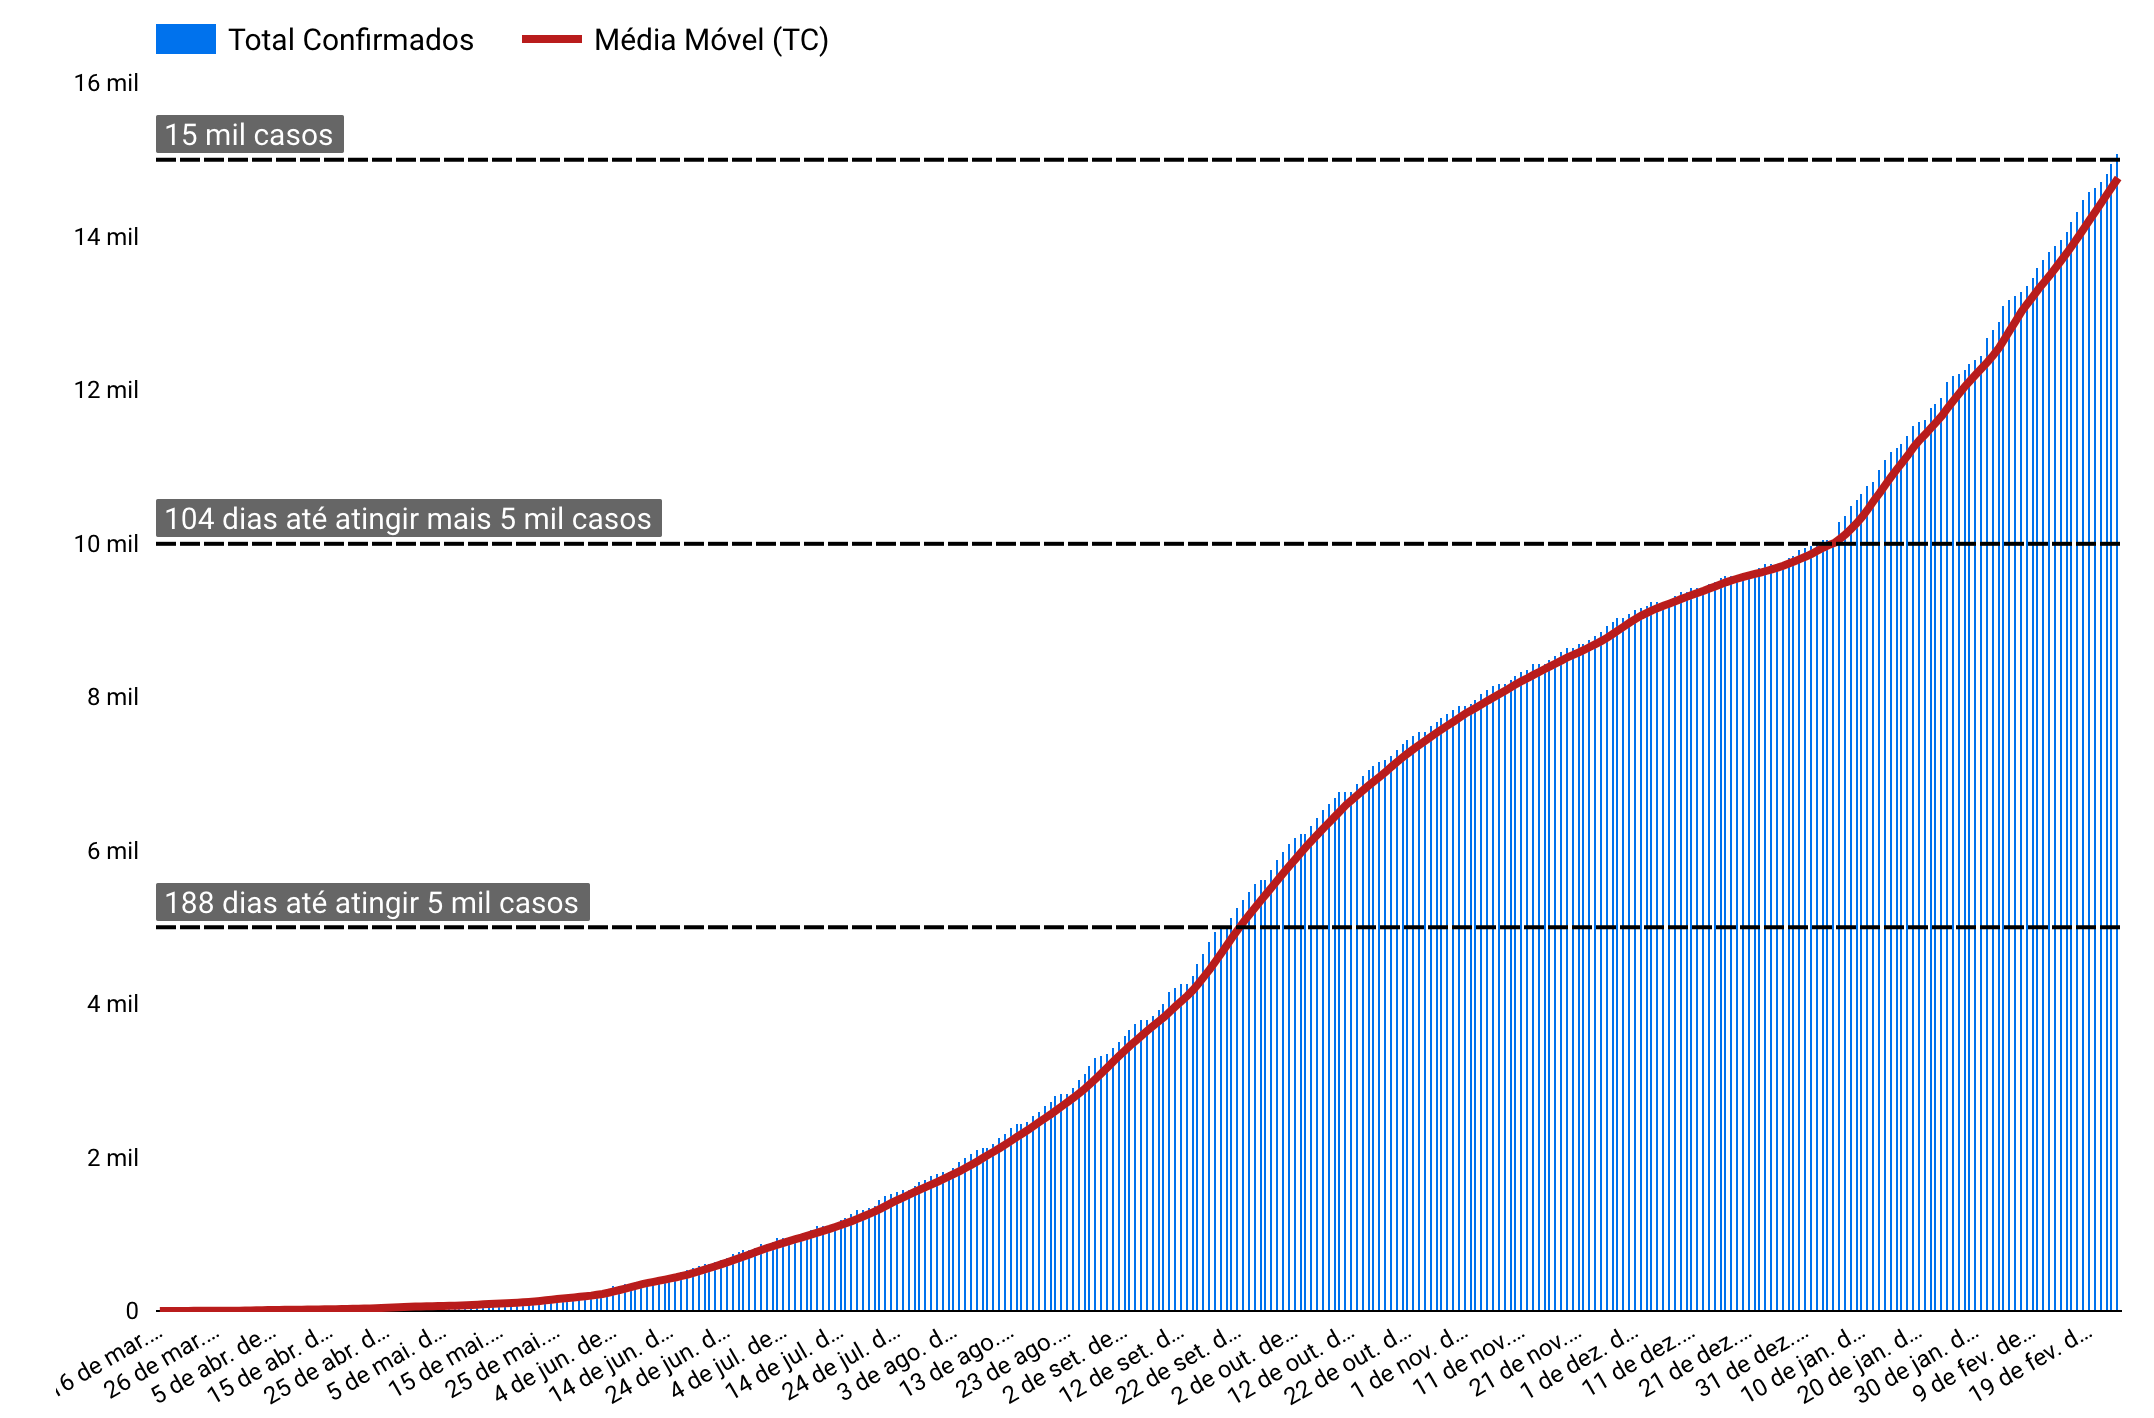 Total Confirmados
Média Móvel (TC)
16 mil
15 mil casos
14 mil
12 mil
104 dias até atingir mais 5 mil casos
10 mil
8 mil
6 mil
188 dias até atingir 5 mil casos
4 mil
2 mil
0
16 de mar.…
26 de mar.…
5 de abr. de…
15 de abr. d…
25 de abr. d…
5 de mai. d…
15 de mai.…
25 de mai.…
4 de jun. de…
14 de jun. d…
24 de jun. d…
4 de jul. de…
14 de jul. d…
24 de jul. d…
3 de ago. d…
13 de ago.…
23 de ago.…
2 de set. de…
12 de set. d…
22 de set. d…
2 de out. de…
12 de out. d…
22 de out. d…
1 de nov. d…
11 de nov.…
21 de nov.…
1 de dez. d…
11 de dez.…
21 de dez.…
31 de dez.…
10 de jan. d…
20 de jan. d…
30 de jan. d…
9 de fev. de…
19 de fev. d…